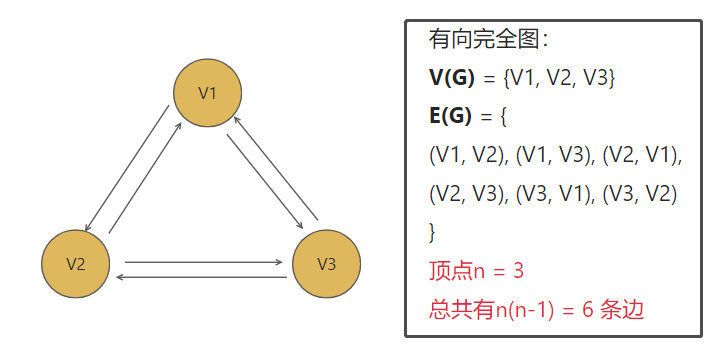 V1
V2
V3
有向完全图：
V(G) = {V1, V2, V3}
E(G) = {
(V1, V2), (V1, V3), (V2, V1),
(V2, V3), (V3, V1), (V3, V2)
}
顶点n = 3
总共有n(n-1) = 6 条边